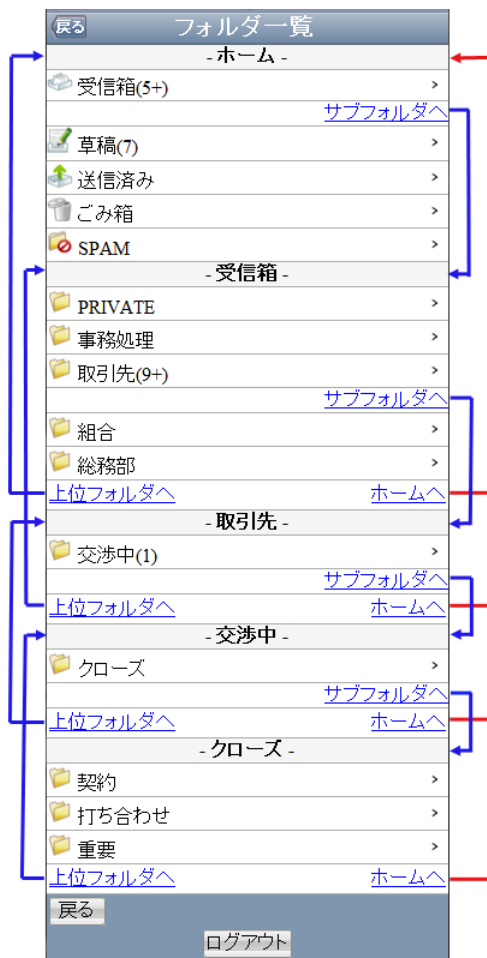 戻る フォルダ一覧
- ホーム -
受信箱(5+)
サブフォルダへ
草稿(7)
送信済み
ごみ箱
SPAM
- 受信箱 -
PRIVATE
事務処理
取引先(9+)
サブフォルダへ
組合
総務部
上位フォルダへ ホームへ
- 取引先 -
交渉中(1)
サブフォルダへ
上位フォルダへ ホームへ
- 交渉中 -
クローズ
サブフォルダへ
上位フォルダへ ホームへ
- クローズ -
契約
打ち合わせ
重要
上位フォルダへ ホームへ
戻る
ログアウト